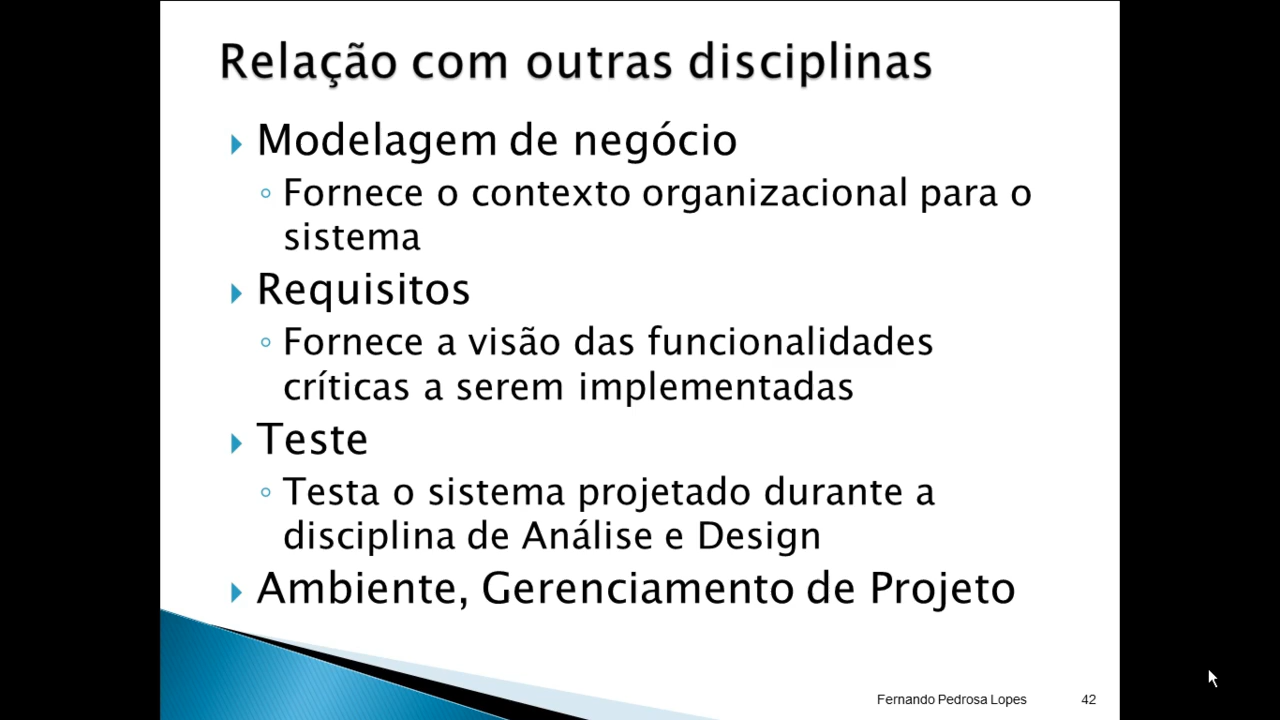 Relação com outras disciplinas
Modelagem de negócio
Fornece o contexto organizacional para o
sistema
Requisitos
Fornece a visão das funcionalidades
críticas a serem implementadas
Teste
Testa o sistema projetado durante a
disciplina de Análise e Design
Ambiente, Gerenciamento de Projeto
Fernando Pedrosa Lopes 42